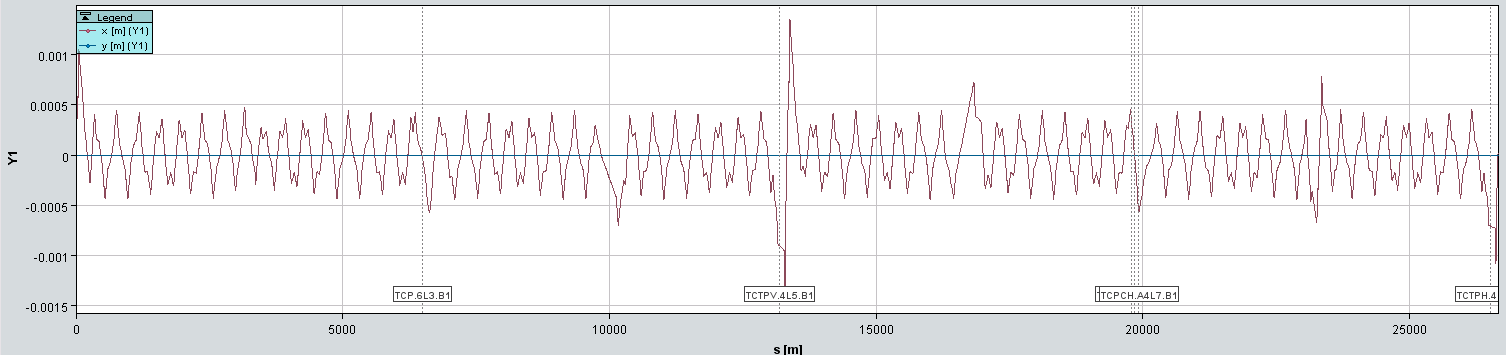 Legend
x [m] (Y1)
y [m] (Y1)
0.001
0.0005
0
-0.0005
-0.001
-0.0015
Y1
TCP.6L3.B1
TCTPV.4L5.B1
TCPCH.A4L7.B1
TCTPH.4
0
5000
10000
15000
20000
25000
s [m]